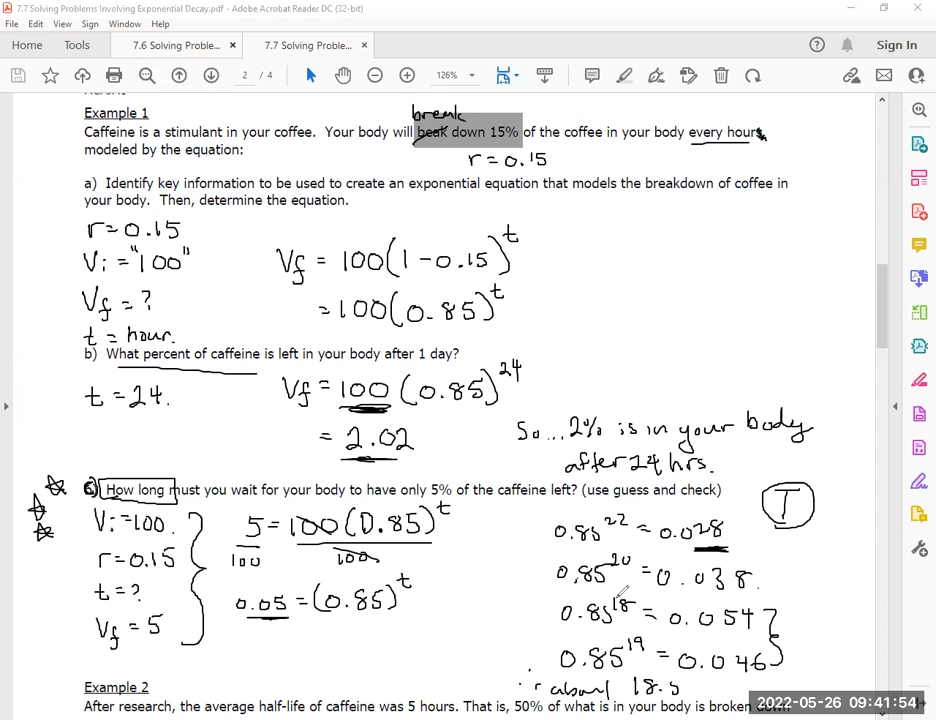 7.7 Solving Problems Involving Exponential Decay.pdf - Adobe Acrobat Reader DC (32-bit)
File Edit View Sign Window Help
Home Tools 7.6 Solving Proble... × 7.7 Solving Proble... × Sign In
2 / 4 126%
Example 1
break
Caffeine is a stimulant in your coffee. Your body will beak down 15% of the coffee in your body every hour
modeled by the equation:
r = 0.15
a) Identify key information to be used to create an exponential equation that models the breakdown of coffee in
your body. Then, determine the equation.
r = 0.15
Vi = "100"
Vf = 100(1 - 0.15)^t
Vf = ?
= 100(0.85)^t
t = hour.
b) What percent of caffeine is left in your body after 1 day?
t = 24.
Vf = 100 (0.85)^24
= 2.02
So... 2% is in your body
after 24 hrs.
c) How long must you wait for your body to have only 5% of the caffeine left? (use guess and check)
T
Vi = 100.
r = 0.15
t = ?
Vf = 5
5 = 100(0.85)^t
100 100
0.05 = (0.85)^t
0.85^22 = 0.028
0.85^20 = 0.038.
0.85^18 = 0.054
0.85^19 = 0.046
about 18.5
Example 2
After research, the average half-life of caffeine was 5 hours. That is, 50% of what is in your body is broken down
2022-05-26 09:41:54